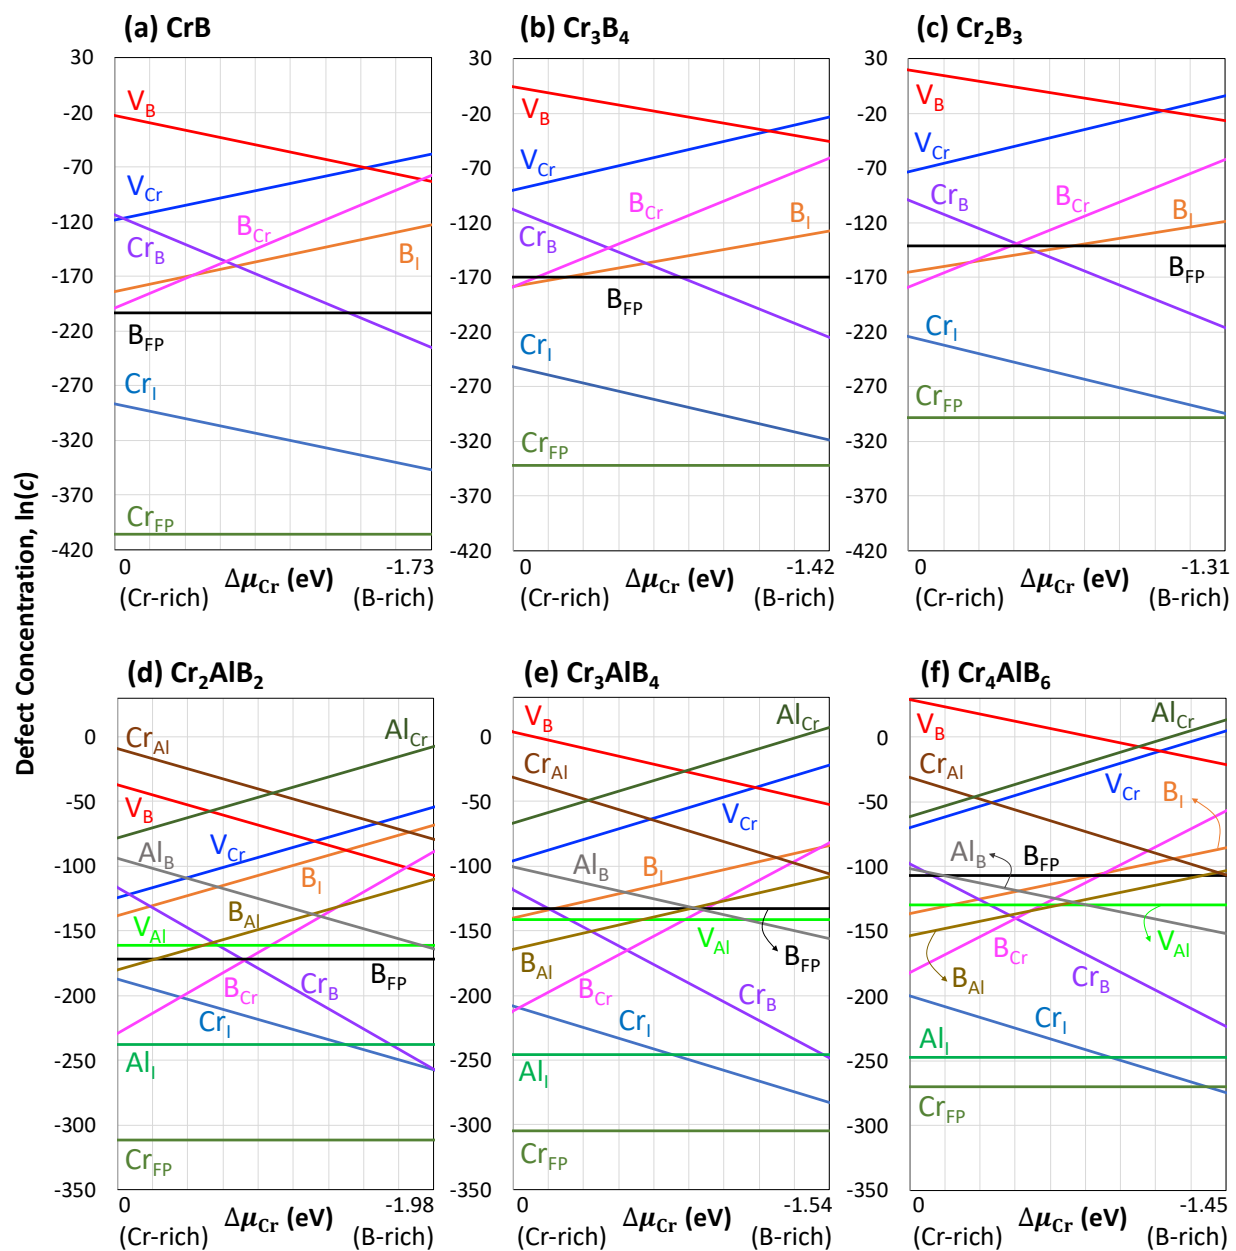 (a) CrB
30
-20
-70
-120
-170
-220
-270
-320
-370
-420
V_B
V_Cr
Cr_B
B_Cr
B_I
B_FP
Cr_I
Cr_FP
0
-1.73
Δμ_Cr (eV)
(Cr-rich)
(B-rich)
(b) Cr₃B₄
30
-20
-70
-120
-170
-220
-270
-320
-370
-420
V_B
V_Cr
B_Cr
Cr_B
B_I
B_FP
Cr_I
Cr_FP
0
-1.42
Δμ_Cr (eV)
(Cr-rich)
(B-rich)
(c) Cr₂B₃
30
-20
-70
-120
-170
-220
-270
-320
-370
-420
V_B
V_Cr
Cr_B
B_Cr
B_I
B_FP
Cr_I
Cr_FP
0
-1.31
Δμ_Cr (eV)
(Cr-rich)
(B-rich)
Defect Concentration, ln(c)
(d) Cr₂AlB₂
0
-50
-100
-150
-200
-250
-300
-350
Cr_Al
Al_Cr
V_B
V_Cr
Al_B
B_I
B_Al
V_Al
B_FP
B_Cr
Cr_B
Cr_I
Al_I
Cr_FP
0
-1.98
Δμ_Cr (eV)
(Cr-rich)
(B-rich)
(e) Cr₃AlB₄
0
-50
-100
-150
-200
-250
-300
-350
V_B
Al_Cr
Cr_Al
V_Cr
Al_B
B_I
V_Al
B_FP
B_Al
B_Cr
Cr_B
Cr_I
Al_I
Cr_FP
0
-1.54
Δμ_Cr (eV)
(Cr-rich)
(B-rich)
(f) Cr₄AlB₆
0
-50
-100
-150
-200
-250
-300
-350
V_B
Al_Cr
Cr_Al
V_Cr
B_I
Al_B
B_FP
V_Al
B_Cr
B_Al
Cr_B
Cr_I
Al_I
Cr_FP
0
-1.45
Δμ_Cr (eV)
(Cr-rich)
(B-rich)